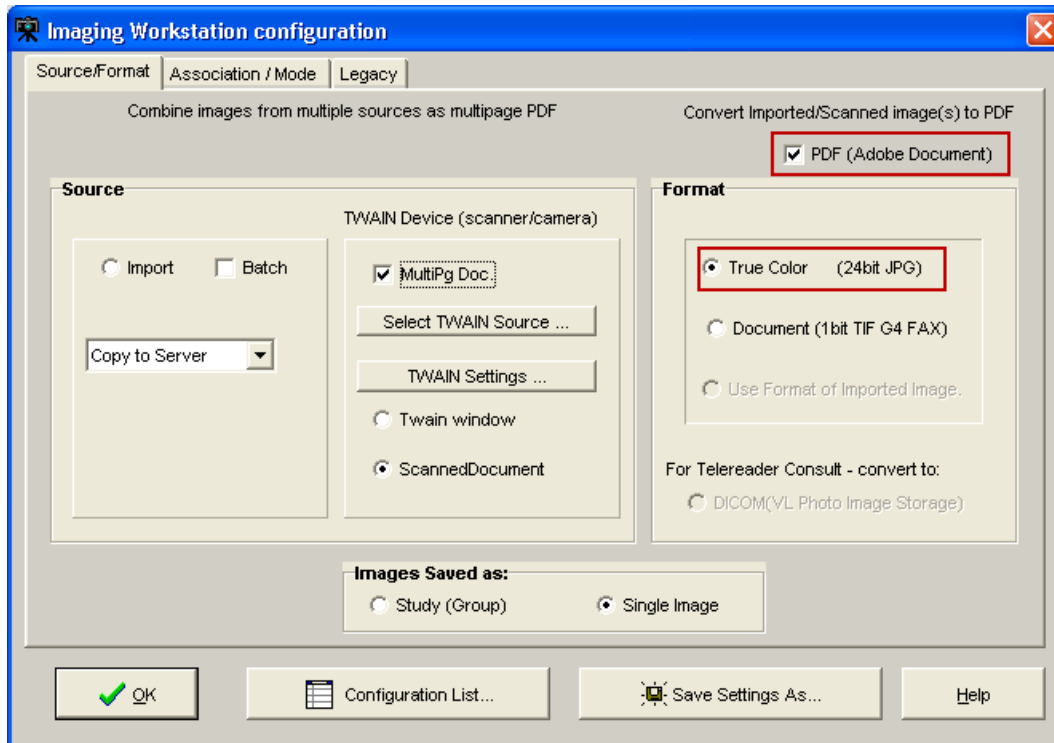 Imaging Workstation configuration
Source/Format Association / Mode Legacy
Combine images from multiple sources as multipage PDF
Convert Imported/Scanned image(s) to PDF
PDF (Adobe Document)
Source
TWAIN Device (scanner/camera)
Import Batch
Copy to Server
MultiPg Doc.
Select TWAIN Source ...
TWAIN Settings ...
Twain window
ScannedDocument
Format
True Color (24bit JPG)
Document (1bit TIF G4 FAX)
Use Format of Imported Image.
For Telereader Consult - convert to:
DICOM(VL Photo Image Storage)
Images Saved as:
Study (Group) Single Image
OK
Configuration List...
Save Settings As...
Help